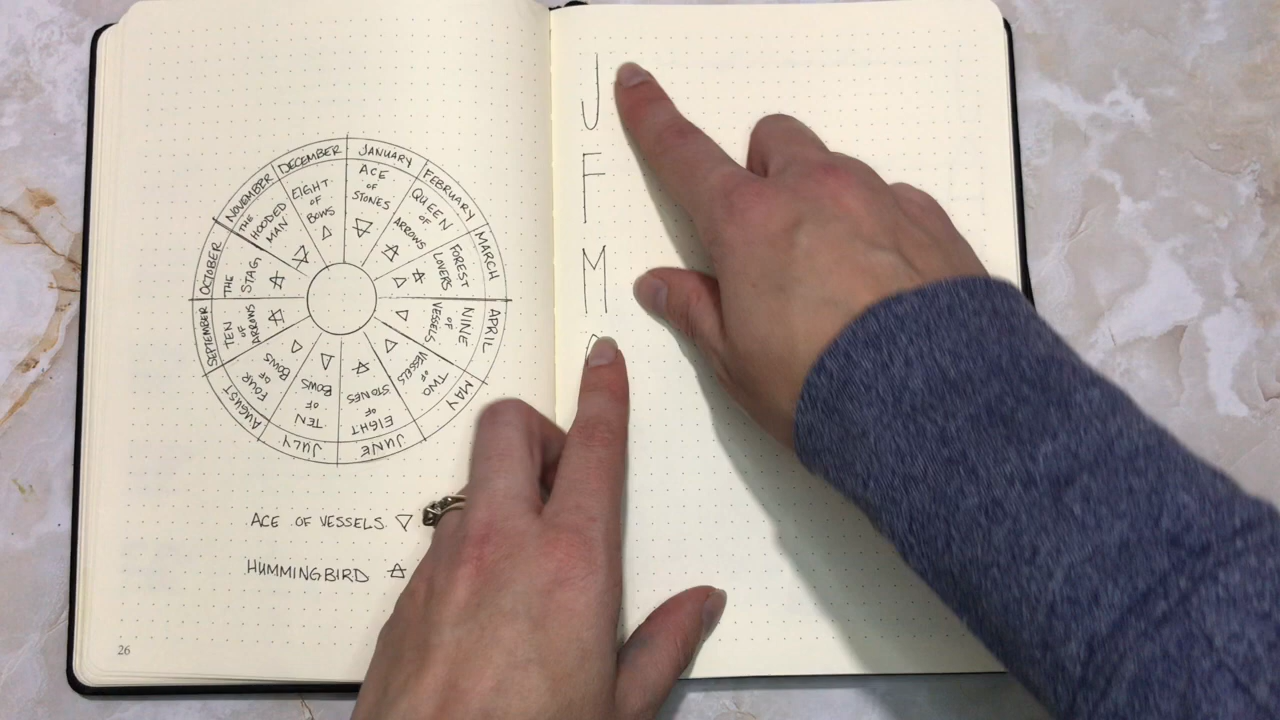 JANUARY
ACE
OF
STONES
FEBRUARY
QUEEN
OF
ARROWS
MARCH
FOREST
LOVERS
APRIL
NINE
OF
VESSELS
MAY
TWO
OF
VESSELS
JUNE
EIGHT
OF
STONES
JULY
TEN
OF
BOWS
AUGUST
FOUR
OF
BOWS
SEPTEMBER
TEN
OF
ARROWS
OCTOBER
THE
STAG,
NOVEMBER
THE
HOODED
MAN
DECEMBER
EIGHT
OF
BOWS
ACE OF VESSELS
HUMMINGBIRD
26
J
F
M